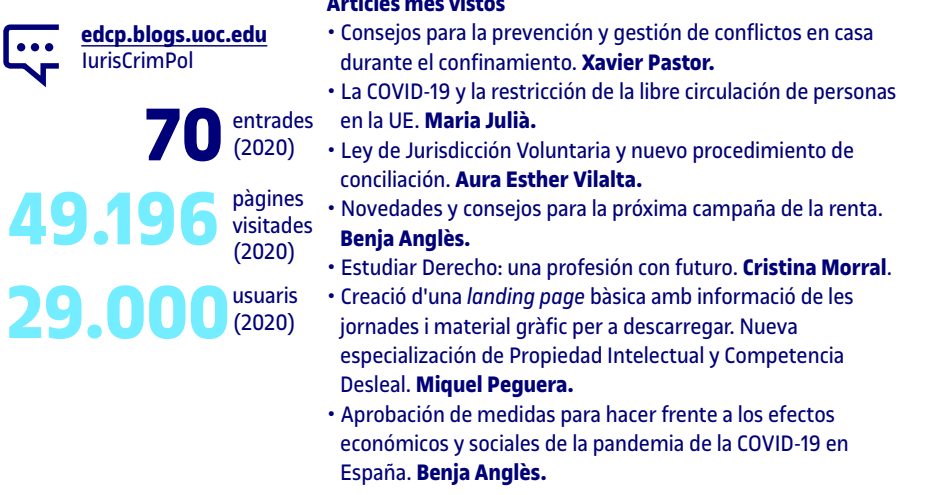 edcp.blogs.uoc.edu
IurisCrimPol
70 entrades
(2020)
49.196 pàgines
visitades
(2020)
29.000 usuaris
(2020)
Articles més vistos
• Consejos para la prevención y gestión de conflictos en casa
durante el confinamiento. Xavier Pastor.
• La COVID-19 y la restricción de la libre circulación de personas
en la UE. Maria Julià.
• Ley de Jurisdicción Voluntaria y nuevo procedimiento de
conciliación. Aura Esther Vilalta.
• Novedades y consejos para la próxima campaña de la renta.
Benja Anglès.
• Estudiar Derecho: una profesión con futuro. Cristina Morral.
• Creació d'una landing page bàsica amb informació de les
jornades i material gràfic per a descarregar. Nueva
especialización de Propiedad Intelectual y Competencia
Desleal. Miquel Peguera.
• Aprobación de medidas para hacer frente a los efectos
económicos y sociales de la pandemia de la COVID-19 en
España. Benja Anglès.